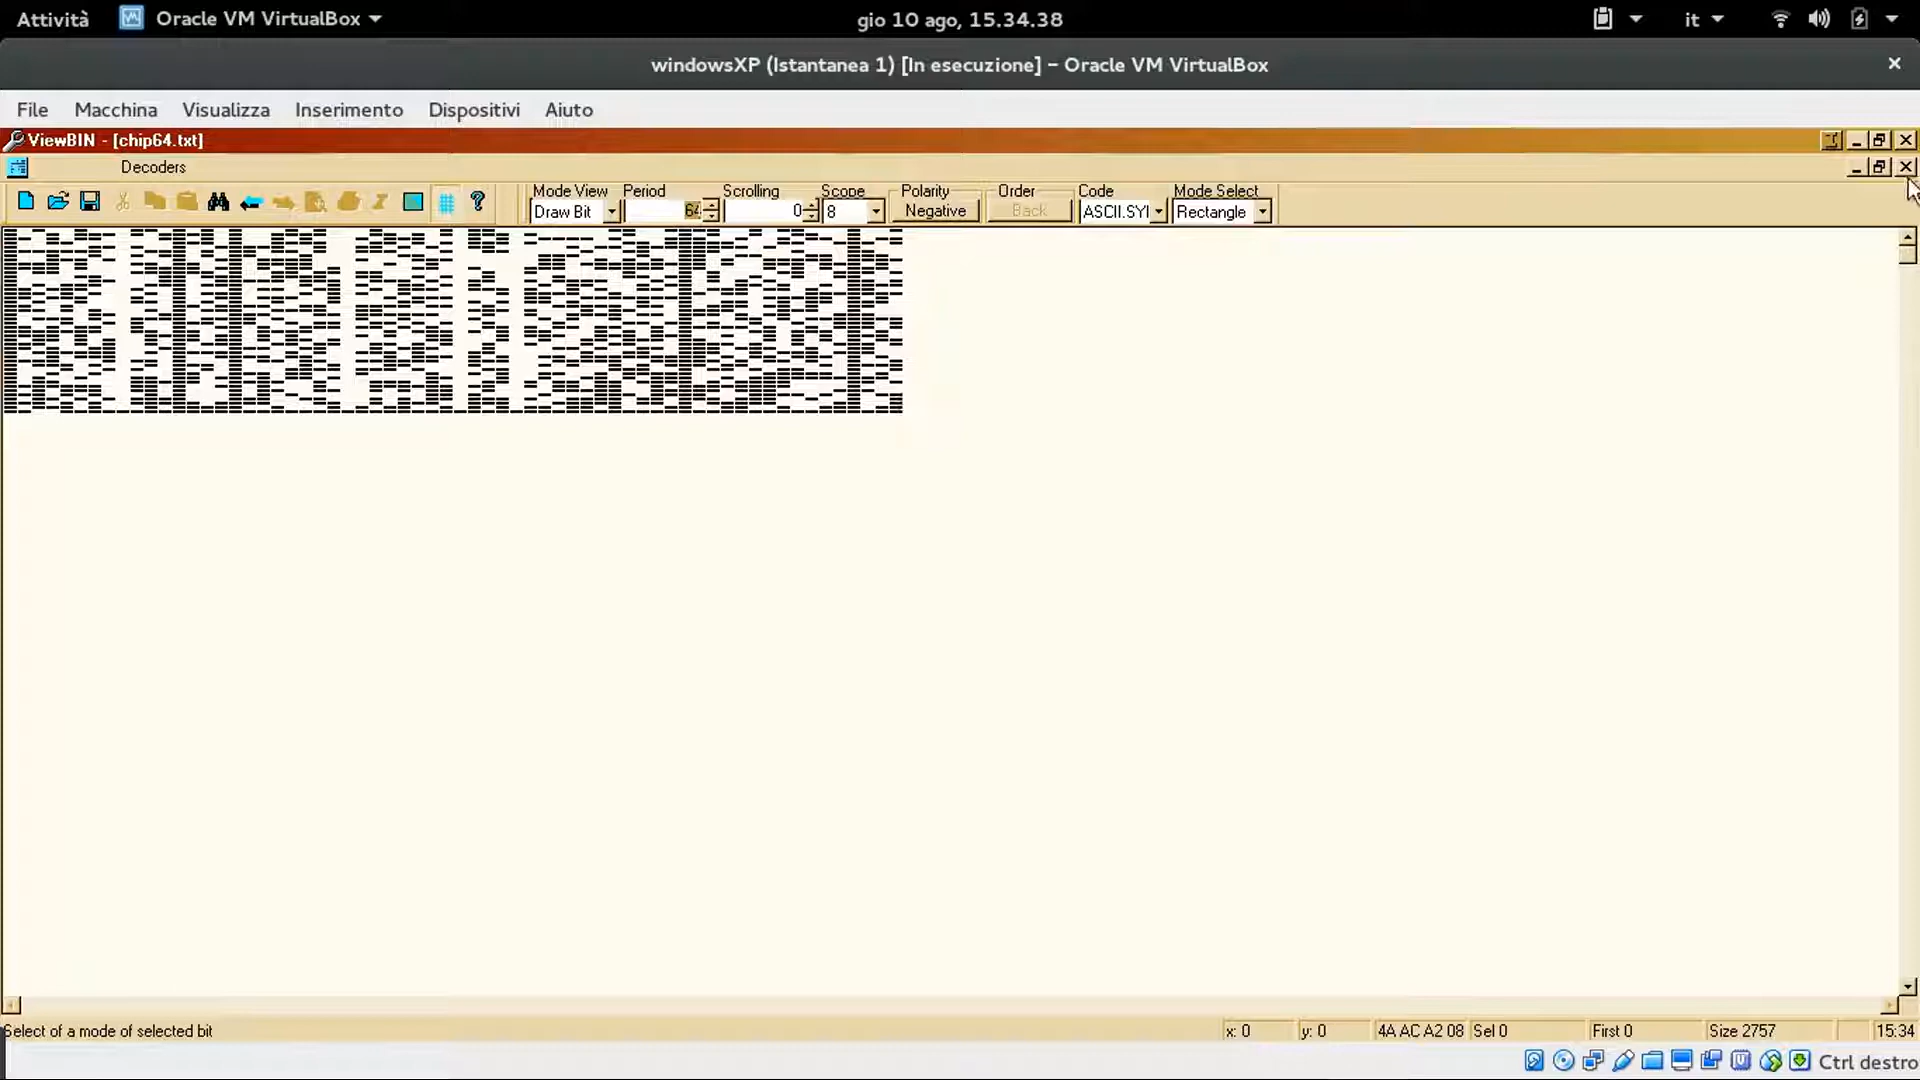 Attività Oracle VM VirtualBox gio 10 ago, 15.34.38 it
windowsXP (Istantanea 1) [In esecuzione] – Oracle VM VirtualBox
File Macchina Visualizza Inserimento Dispositivi Aiuto
ViewBIN - [chip64.txt]
Decoders
Mode View Period Scrolling Scope Polarity Order Code Mode Select
Draw Bit 64 0 8 Negative Back ASCII.SYI Rectangle
Select of a mode of selected bit x: 0 y: 0 4A AC A2 08 Sel 0 First 0 Size 2757 15:34
Ctrl destro